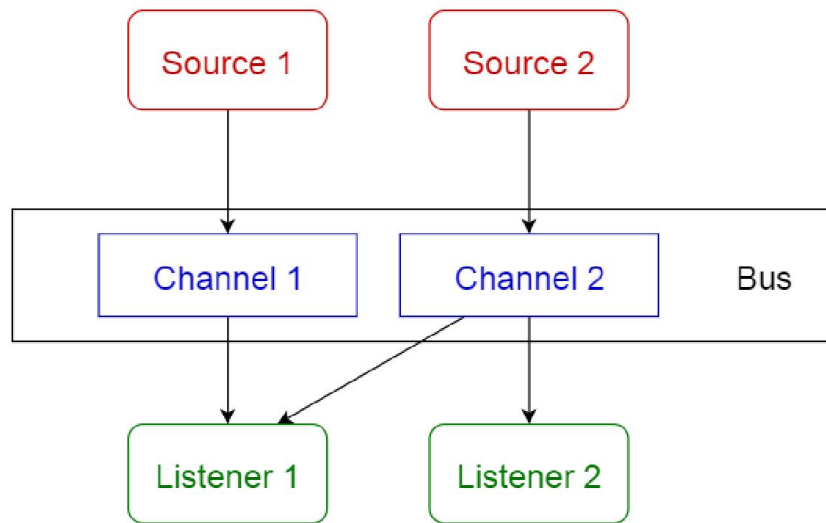 Source 1
Source 2
Channel 1
Channel 2
Bus
Listener 1
Listener 2